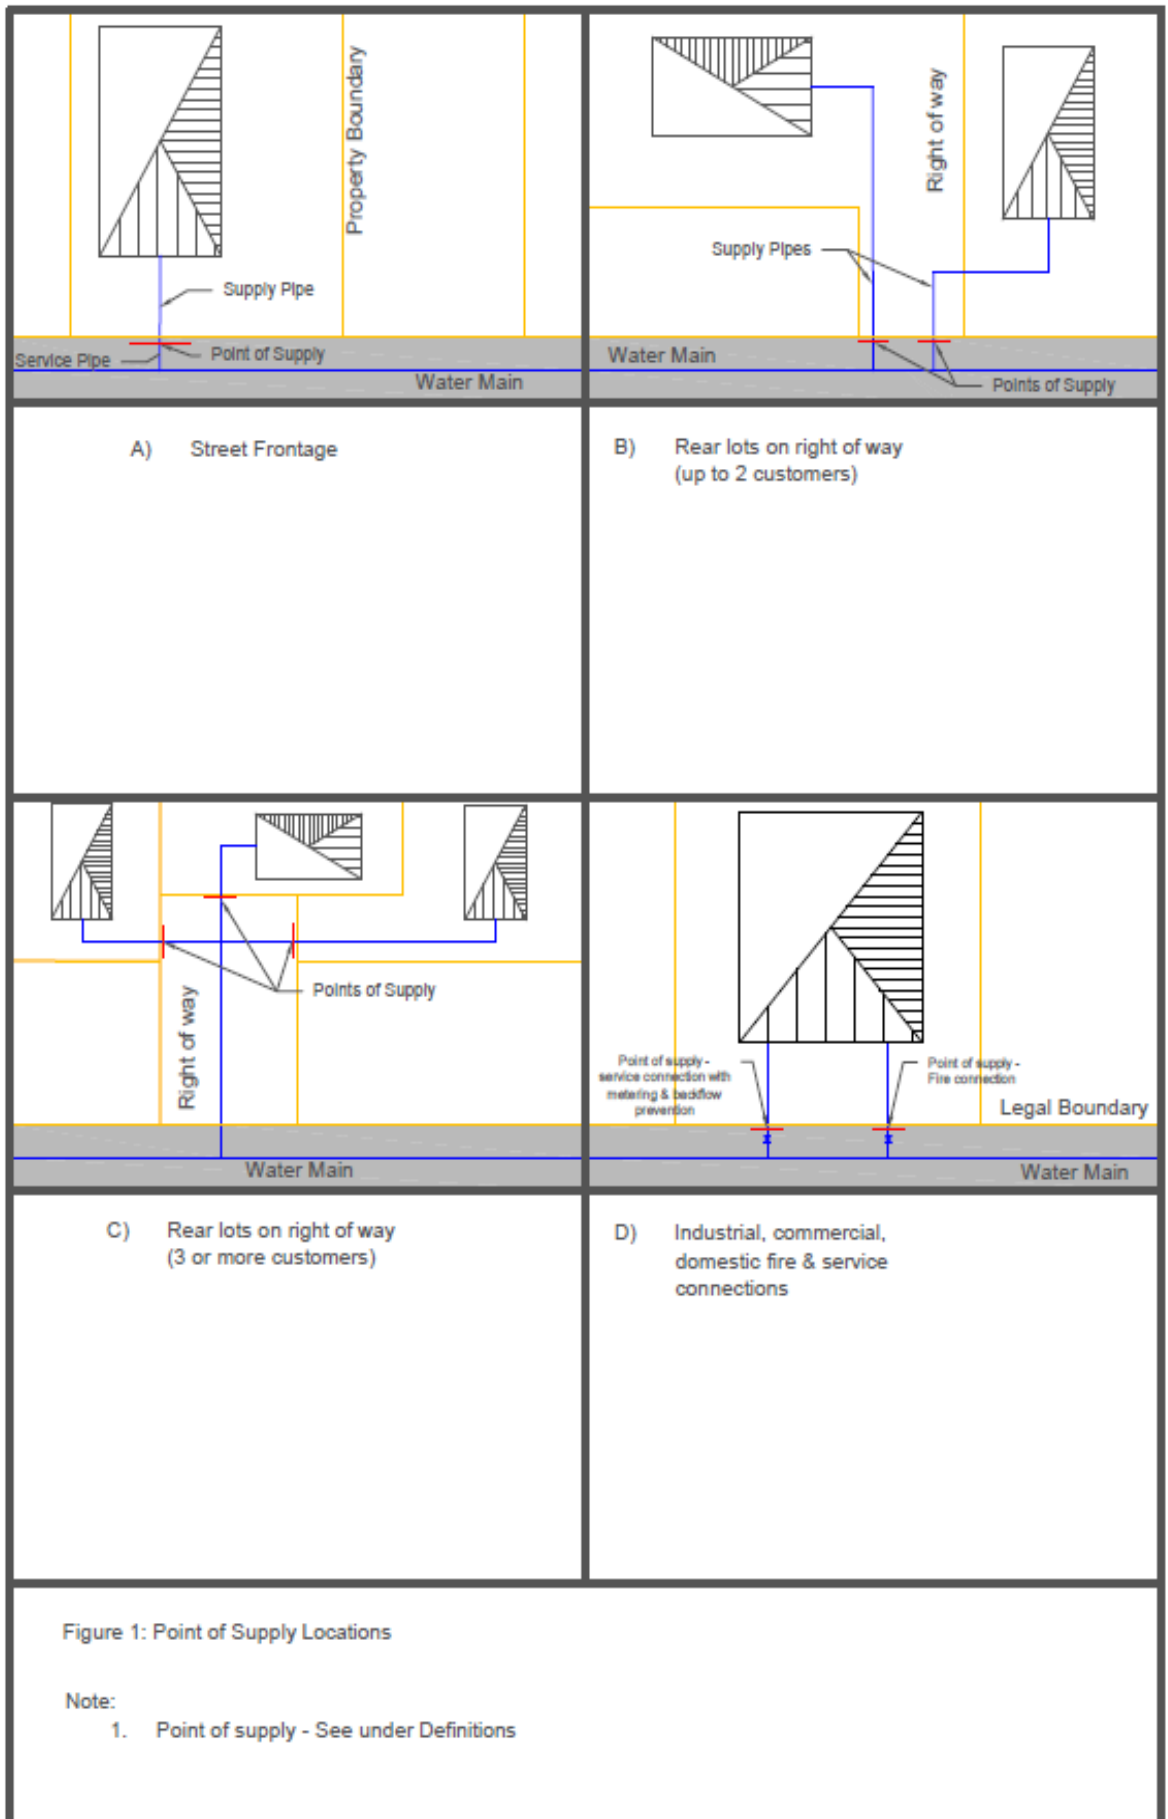 Property Boundary
Supply Pipe
Service Pipe
Point of Supply
Water Main
Right of way
Supply Pipes
Water Main
Points of Supply
A) Street Frontage
B) Rear lots on right of way
(up to 2 customers)
Points of Supply
Right of way
Water Main
Point of supply -
service connection with
metering & backflow
prevention
Point of supply -
Fire connection
Legal Boundary
Water Main
C) Rear lots on right of way
(3 or more customers)
D) Industrial, commercial,
domestic fire & service
connections
Figure 1: Point of Supply Locations
Note:
1. Point of supply - See under Definitions